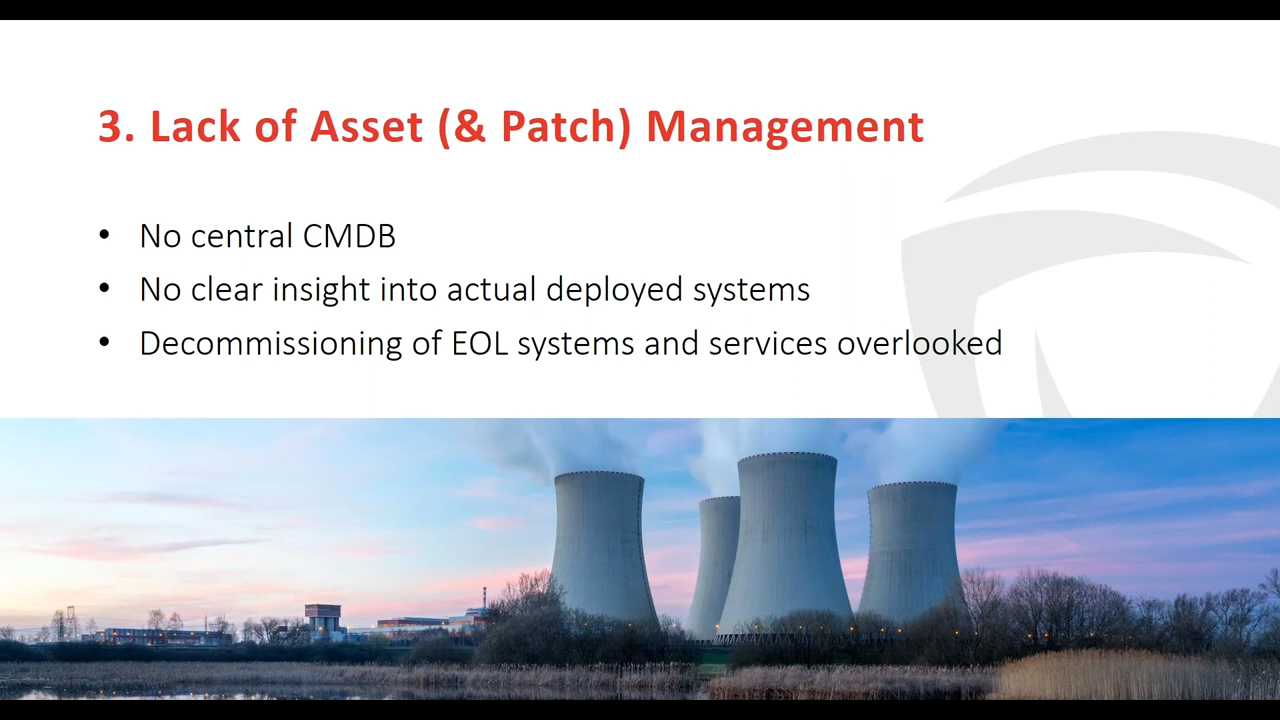 3. Lack of Asset (& Patch) Management
• No central CMDB
• No clear insight into actual deployed systems
• Decommissioning of EOL systems and services overlooked